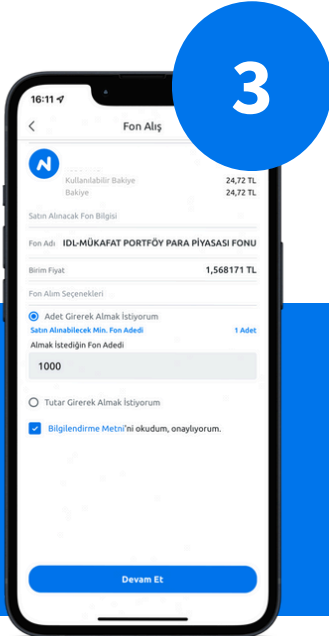 3
16:11
Fon Alış
Kullanılabilir Bakiye 24,72 TL
Bakiye 24,72 TL
Satın Alınacak Fon Bilgisi
Fon Adı IDL-MÜKAFAT PORTFÖY PARA PİYASASI FONU
Birim Fiyat 1,568171 TL
Fon Alım Seçenekleri
Adet Girerek Almak İstiyorum
Satın Alınabilecek Min. Fon Adedi 1 Adet
Almak İstediğin Fon Adedi
1000
Tutar Girerek Almak İstiyorum
Bilgilendirme Metni'ni okudum, onaylıyorum.
Devam Et